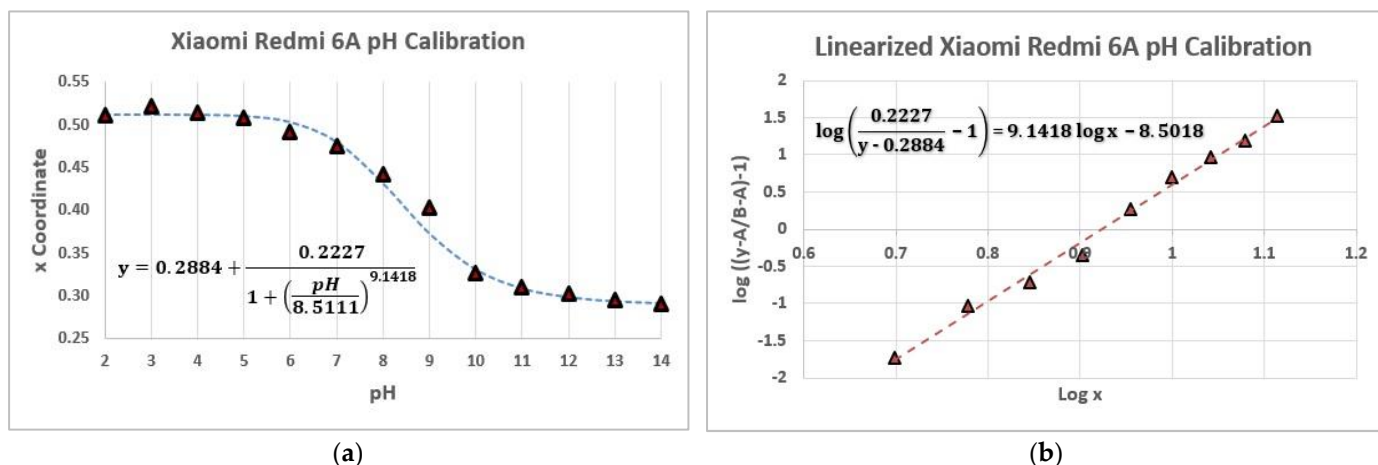 Xiaomi Redmi 6A pH Calibration
0.55
0.50
0.45
0.40
0.35
0.30
0.25
x Coordinate
y = 0.2884 + 0.2227 / 1 + (pH / 8.5111)^9.1418
2 3 4 5 6 7 8 9 10 11 12 13 14
pH
(a)
Linearized Xiaomi Redmi 6A pH Calibration
2
1.5
1
0.5
0
-0.5
-1
-1.5
-2
log ((y-A/B-A)-1)
log(0.2227 / y - 0.2884 − 1) = 9.1418 log x − 8.5018
0.6 0.7 0.8 0.9 1 1.1 1.2
Log x
(b)